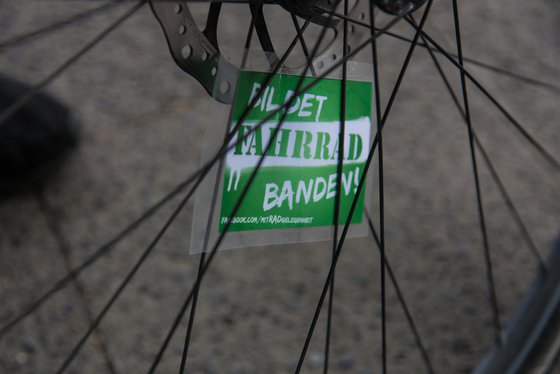 BILDET
FAHRRAD
BANDEN!
FACEBOOK.COM/MITRADGELEGENHEIT